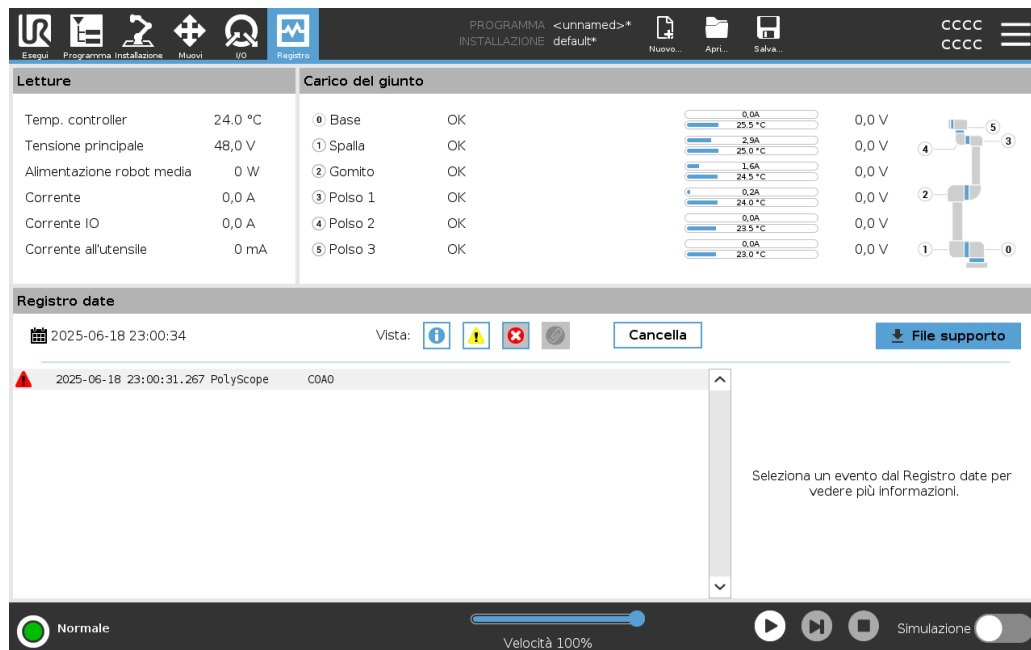 UR
PROGRAMMA <unnamed>*
INSTALLAZIONE default*
Esegui Programma Installazione Muovi I/O Registro
Nuovo... Apri... Salva...
CCCC
CCCC
Letture
Carico del giunto
Temp. controller 24.0 °C
Tensione principale 48,0 V
Alimentazione robot media 0 W
Corrente 0,0 A
Corrente IO 0,0 A
Corrente all'utensile 0 mA
0 Base OK 0,0A 25.5 °C 0,0 V
1 Spalla OK 2,9A 25.0 °C 0,0 V
2 Gomito OK 1,6A 24.5 °C 0,0 V
3 Polso 1 OK 0,2A 24.0 °C 0,0 V
4 Polso 2 OK 0,0A 23.5 °C 0,0 V
5 Polso 3 OK 0,0A 23.0 °C 0,0 V
5
3
4
2
1 0
Registro date
2025-06-18 23:00:34
Vista:
Cancella
File supporto
2025-06-18 23:00:31.267 PolyScope C0A0
Seleziona un evento dal Registro date per
vedere più informazioni.
Normale
Velocità 100%
Simulazione